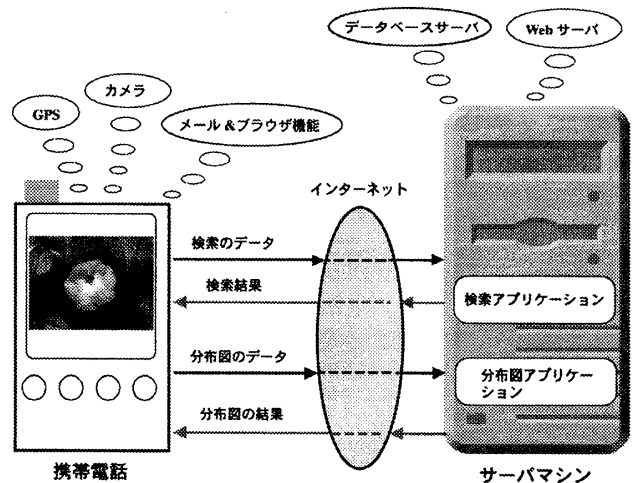 データベースサーバ
Web サーバ
カメラ
GPS
メール &ブラウザ機能
インターネット
検索のデータ
検索結果
検索アプリケーション
分布図のデータ
分布図アプリケー
ション
分布図の結果
携帯電話
サーバマシン